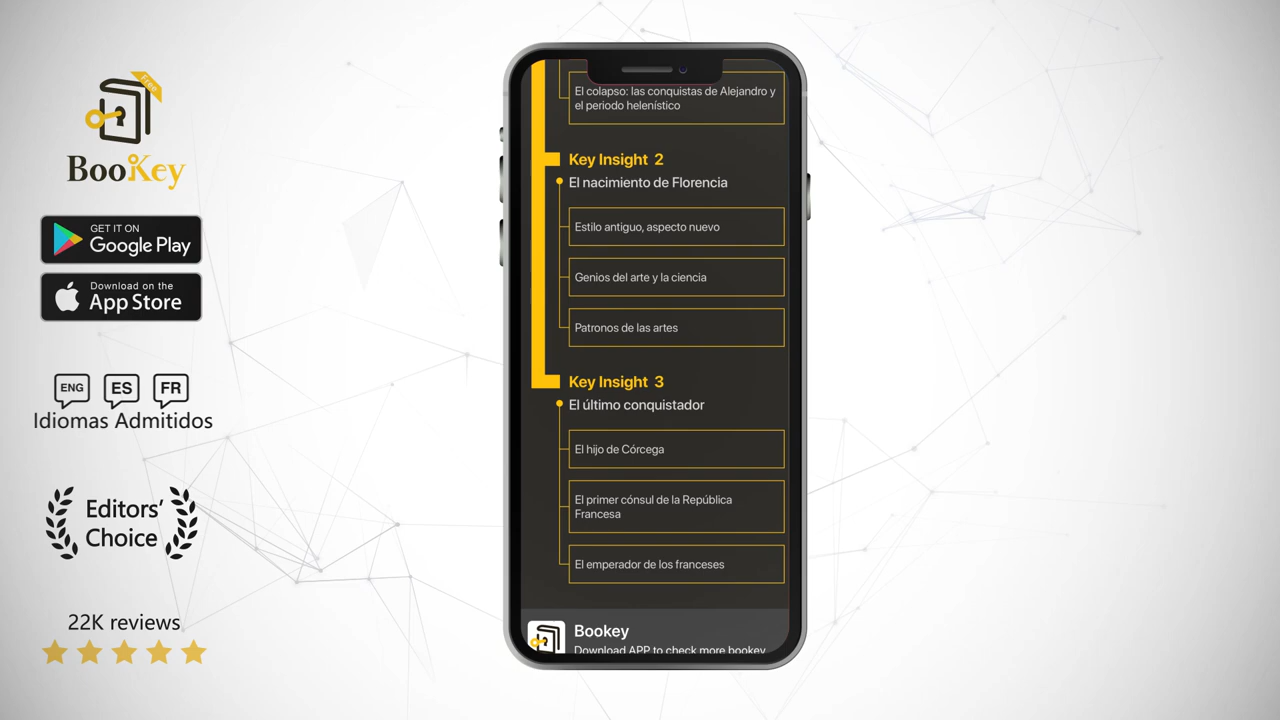 Free
BooKey
GET IT ON
Google Play
Download on the
App Store
ENG ES FR
Idiomas Admitidos
Editors'
Choice
22K reviews
El colapso: las conquistas de Alejandro y
el periodo helenístico
Key Insight 2
El nacimiento de Florencia
Estilo antiguo, aspecto nuevo
Genios del arte y la ciencia
Patronos de las artes
Key Insight 3
El último conquistador
El hijo de Córcega
El primer cónsul de la República
Francesa
El emperador de los franceses
Bookey
Download APP to check more bookey